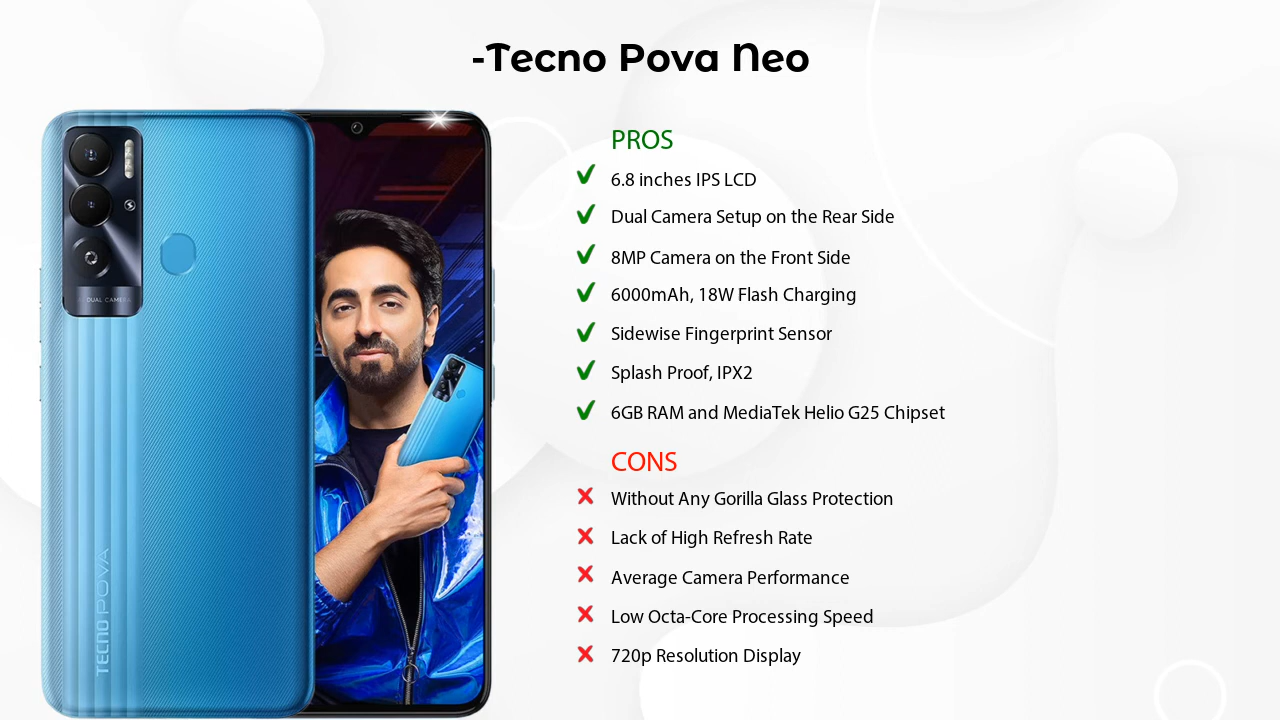 -Tecno Pova Neo
PROS
6.8 inches IPS LCD
Dual Camera Setup on the Rear Side
8MP Camera on the Front Side
6000mAh, 18W Flash Charging
Sidewise Fingerprint Sensor
Splash Proof, IPX2
6GB RAM and MediaTek Helio G25 Chipset
CONS
Without Any Gorilla Glass Protection
Lack of High Refresh Rate
Average Camera Performance
Low Octa-Core Processing Speed
720p Resolution Display
AI DUAL CAMERA
TECNO POVA